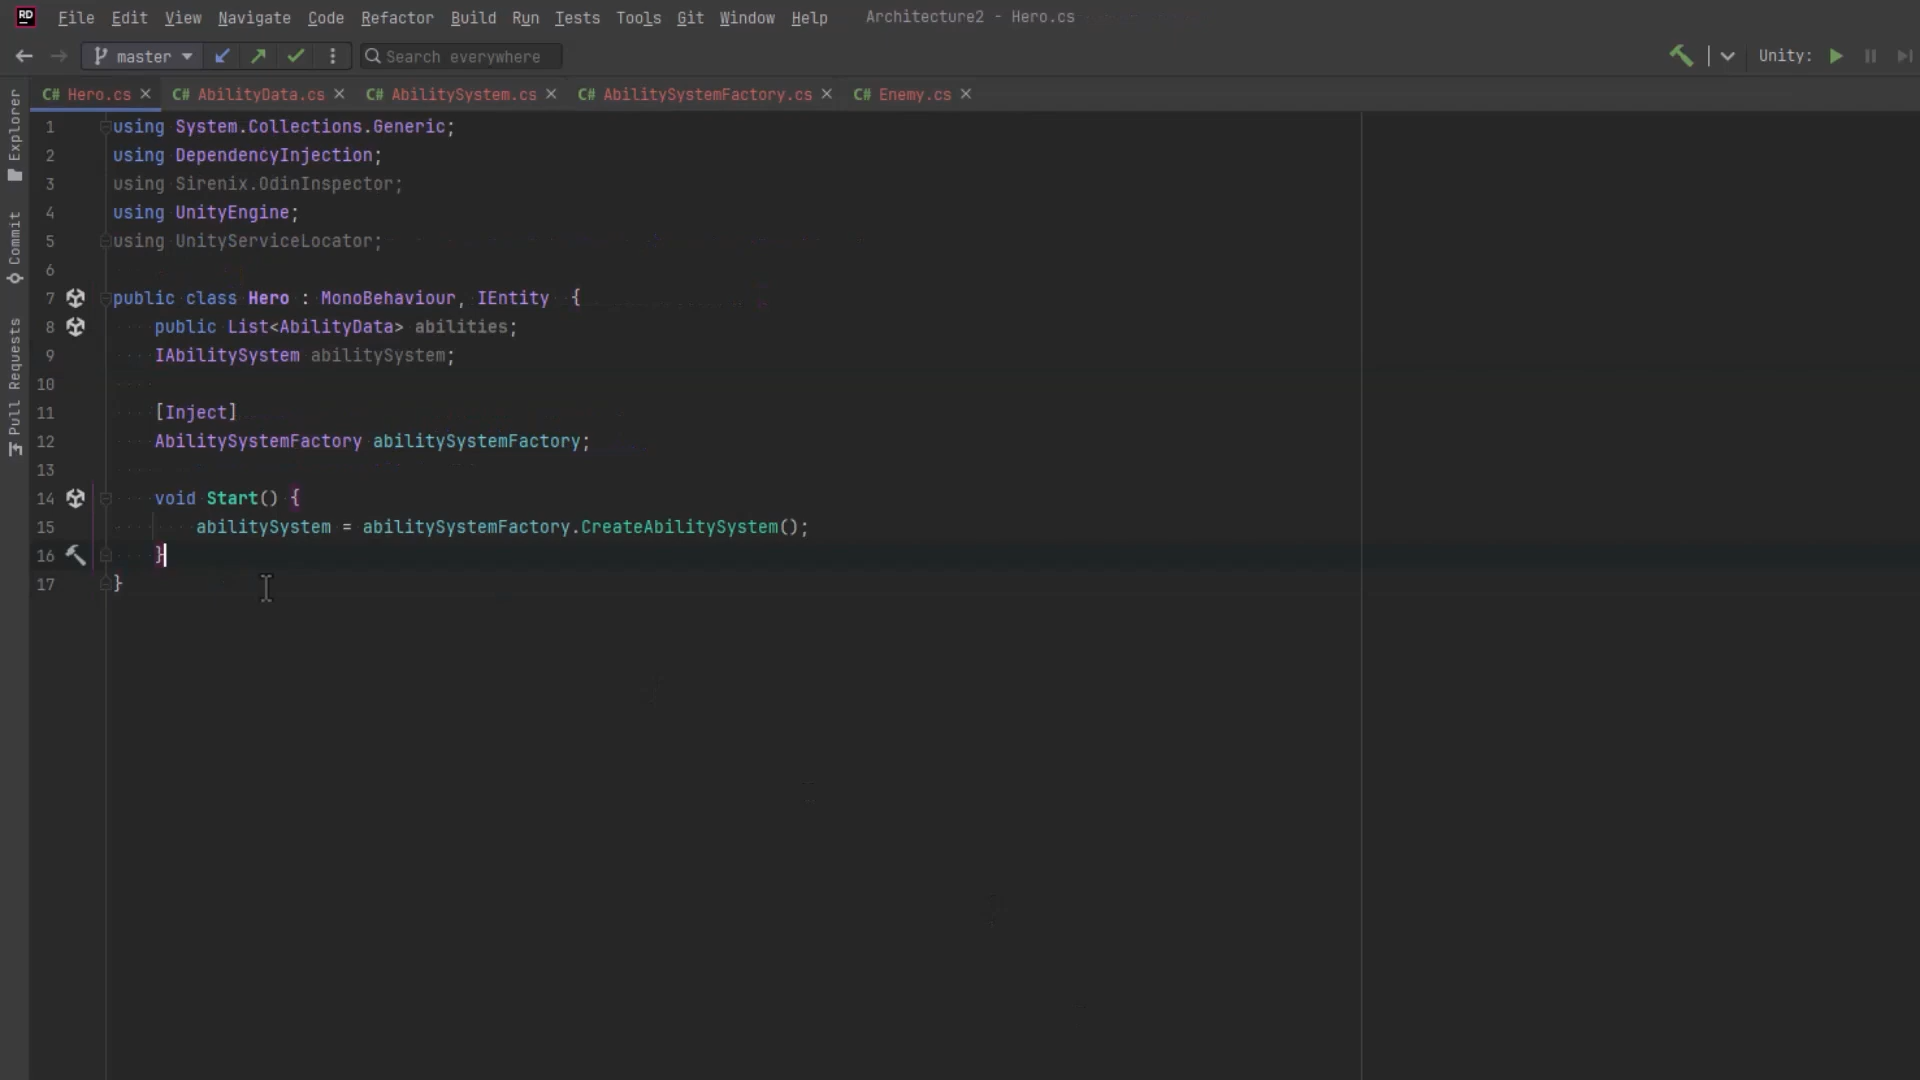 RD File Edit View Navigate Code Refactor Build Run Tests Tools Git Window Help Architecture2 - Hero.cs
master Search everywhere Unity:
C# Hero.cs C# AbilityData.cs C# AbilitySystem.cs C# AbilitySystemFactory.cs C# Enemy.cs
Explorer
Commit
Pull Requests
1 using System.Collections.Generic;
2 using DependencyInjection;
3 using Sirenix.OdinInspector;
4 using UnityEngine;
5 using UnityServiceLocator;
6
7 public class Hero : MonoBehaviour, IEntity {
8 public List<AbilityData> abilities;
9 IAbilitySystem abilitySystem;
10
11 [Inject]
12 AbilitySystemFactory abilitySystemFactory;
13
14 void Start() {
15 abilitySystem = abilitySystemFactory.CreateAbilitySystem();
16 }
17 }